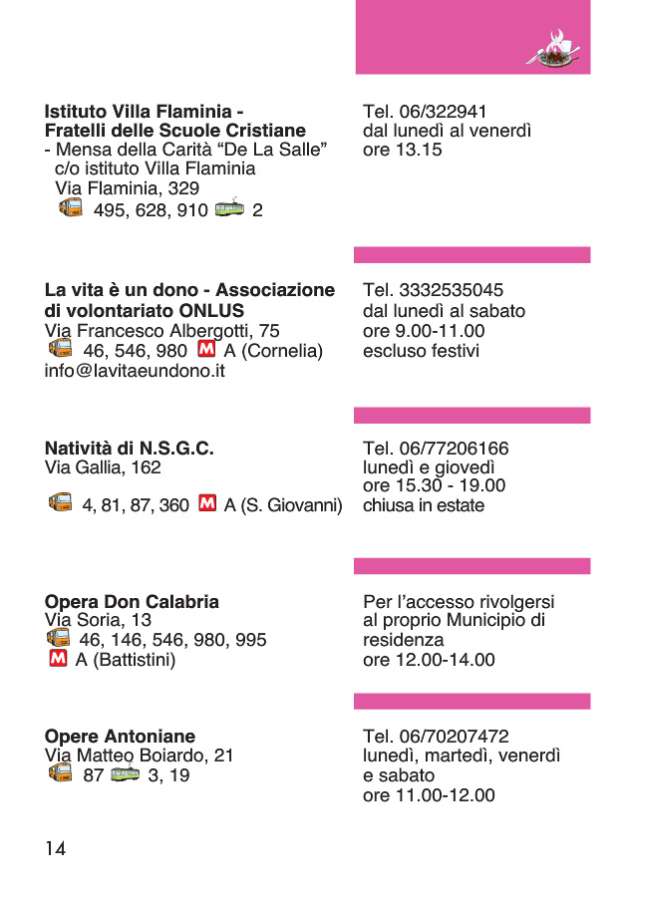 Istituto Villa Flaminia -
Fratelli delle Scuole Cristiane
- Mensa della Carità “De La Salle”
c/o istituto Villa Flaminia
Via Flaminia, 329
495, 628, 910 2
Tel. 06/322941
dal lunedì al venerdì
ore 13.15
La vita è un dono - Associazione
di volontariato ONLUS
Via Francesco Albergotti, 75
46, 546, 980 M A (Cornelia)
info@lavitaeundono.it
Tel. 3332535045
dal lunedì al sabato
ore 9.00-11.00
escluso festivi
Natività di N.S.G.C.
Via Gallia, 162
4, 81, 87, 360 M A (S. Giovanni)
Tel. 06/77206166
lunedì e giovedì
ore 15.30 - 19.00
chiusa in estate
Opera Don Calabria
Via Soria, 13
46, 146, 546, 980, 995
M A (Battistini)
Per l’accesso rivolgersi
al proprio Municipio di
residenza
ore 12.00-14.00
Opere Antoniane
Via Matteo Boiardo, 21
87 3, 19
Tel. 06/70207472
lunedì, martedì, venerdì
e sabato
ore 11.00-12.00
14